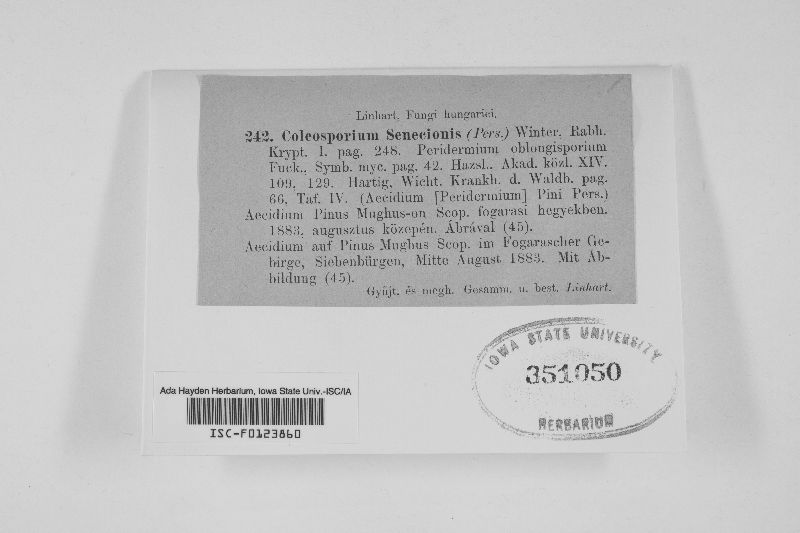 Linhart, Fungi hungarici.
242. Coleosporium Senecionis (Pers.) Winter, Rabh.
Krypt. I. pag. 248. Peridermium oblongisporium
Fuck., Symb. myc. pag. 42. Hazsl., Akad. közl. XIV.
109, 129. Hartig, Wicht. Krankh. d. Waldb. pag.
66, Taf. IV. (Aecidium [Peridermium] Pini Pers.)
Aecidium Pinus Mughus-on Scop. fogarasi hegyekben,
1883. augusztus közepén. Ábrával (45).
Aecidium auf Pinus Mughus Scop. im Fogarascher Ge-
birge, Siebenbürgen, Mitte August 1883. Mit Ab-
bildung (45).
Gyűjt. és megh. Gesamm. u. best. Linhart.
IOWA STATE UNIVERSITY
351050
HERBARIUM
Ada Hayden Herbarium, Iowa State Univ.-ISC/IA
ISC-F0123860